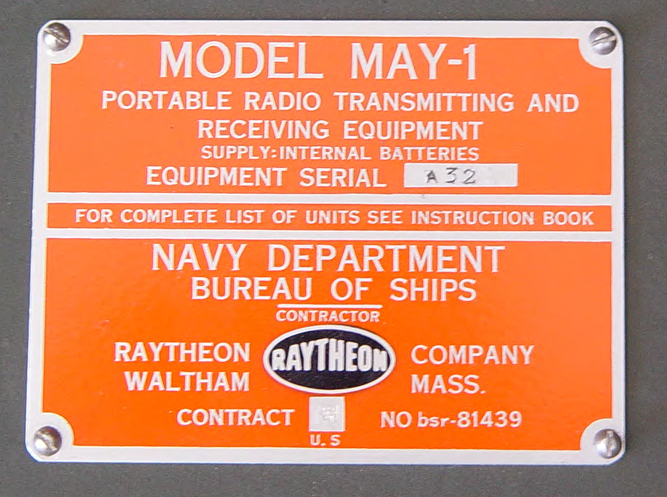 MODEL MAY-1
PORTABLE RADIO TRANSMITTING AND
RECEIVING EQUIPMENT
SUPPLY:INTERNAL BATTERIES
EQUIPMENT SERIAL A32
FOR COMPLETE LIST OF UNITS SEE INSTRUCTION BOOK
NAVY DEPARTMENT
BUREAU OF SHIPS
CONTRACTOR
RAYTHEON RAYTHEON COMPANY
WALTHAM MASS.
CONTRACT NO bsr-81439
U.S